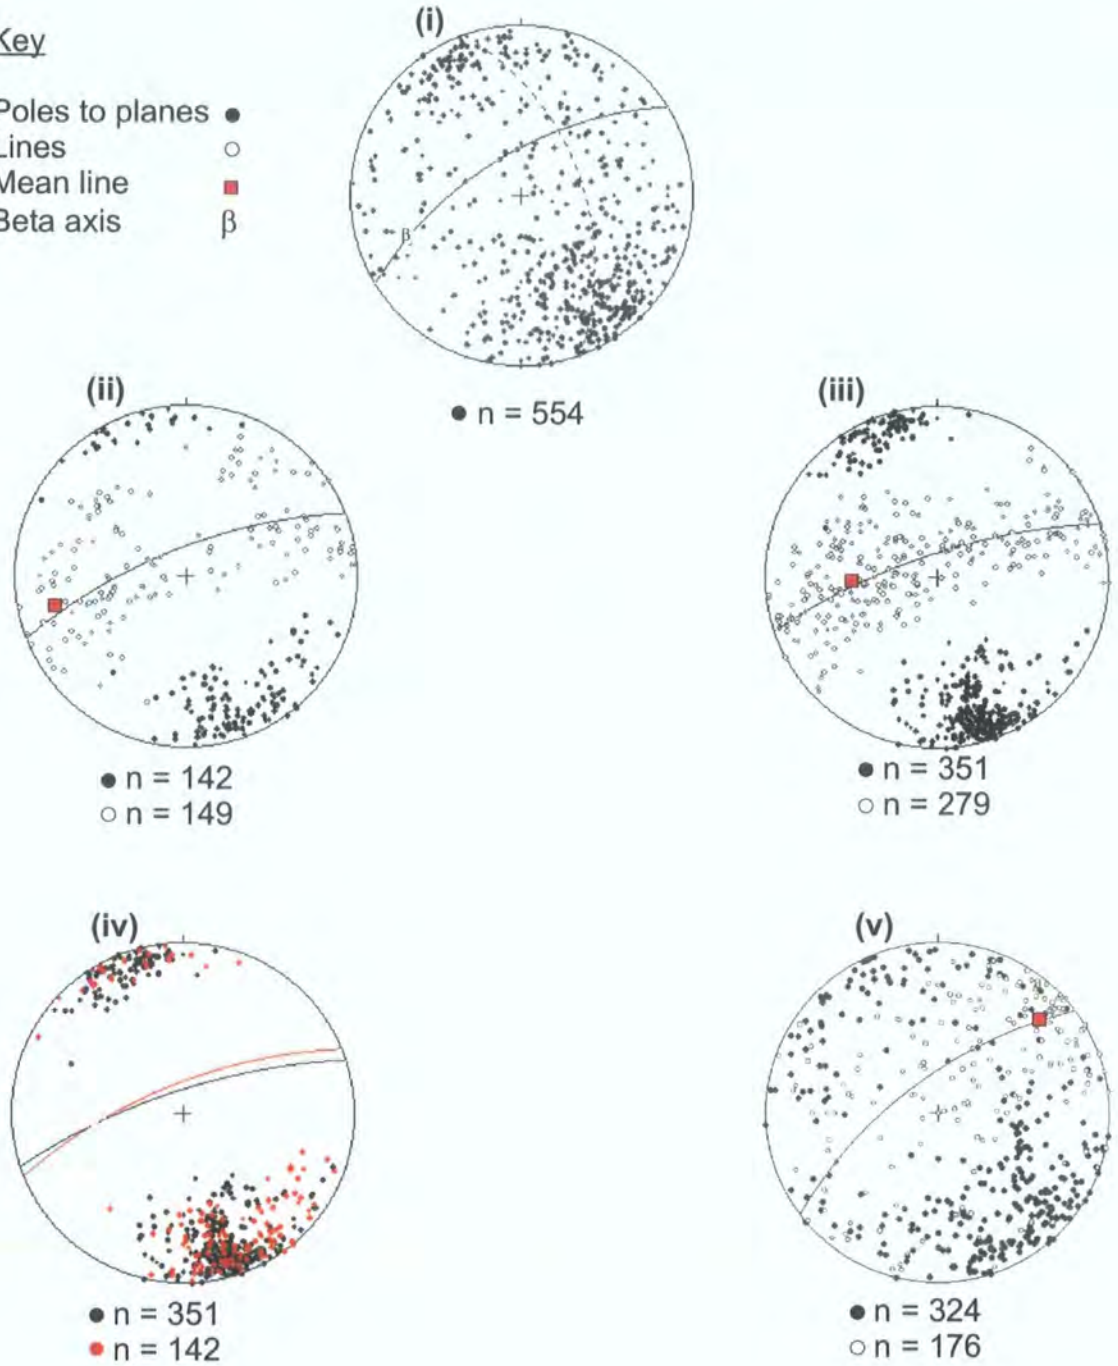 (i)
Key
Poles to planes ●
Lines ○
Mean line
Beta axis β
β
● n = 554
(ii)
(iii)
● n = 142
○ n = 149
● n = 351
○ n = 279
(iv)
(v)
● n = 351
● n = 142
● n = 324
○ n = 176